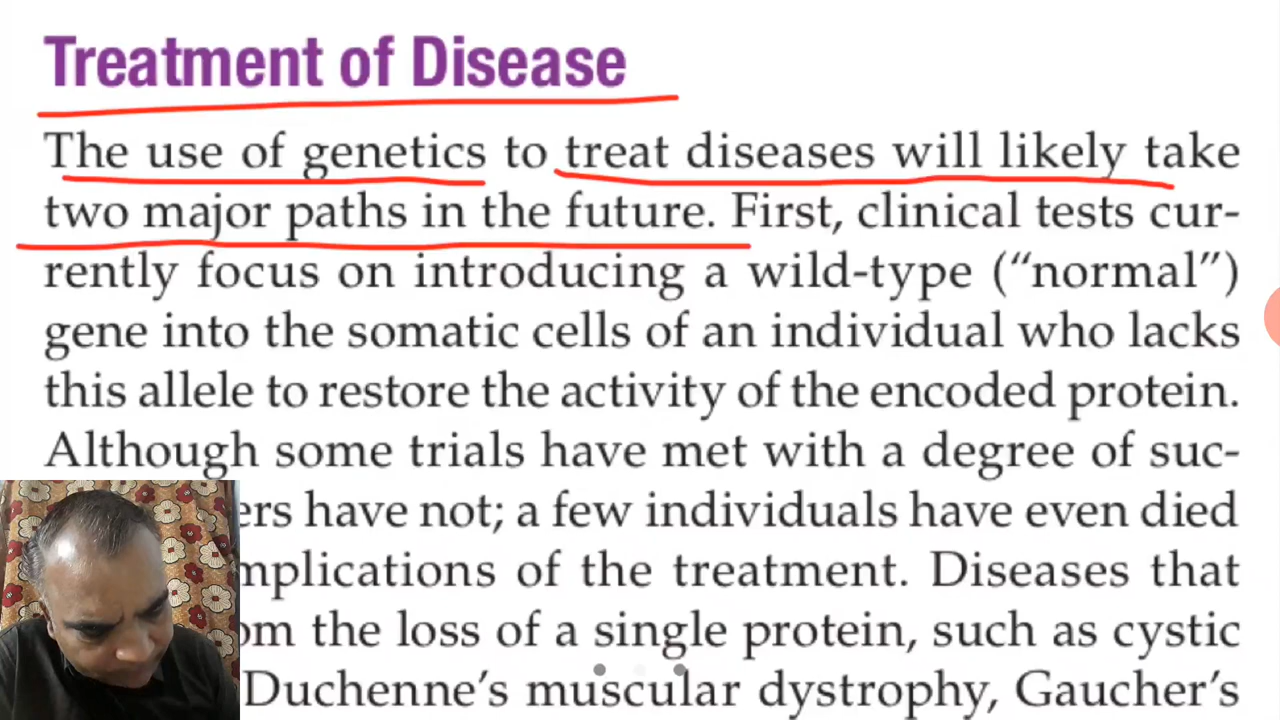 Treatment of Disease
The use of genetics to treat diseases will likely take
two major paths in the future. First, clinical tests cur-
rently focus on introducing a wild-type (“normal”)
gene into the somatic cells of an individual who lacks
this allele to restore the activity of the encoded protein.
Although some trials have met with a degree of suc-
ers have not; a few individuals have even died
mplications of the treatment. Diseases that
om the loss of a single protein, such as cystic
Duchenne’s muscular dystrophy, Gaucher’s